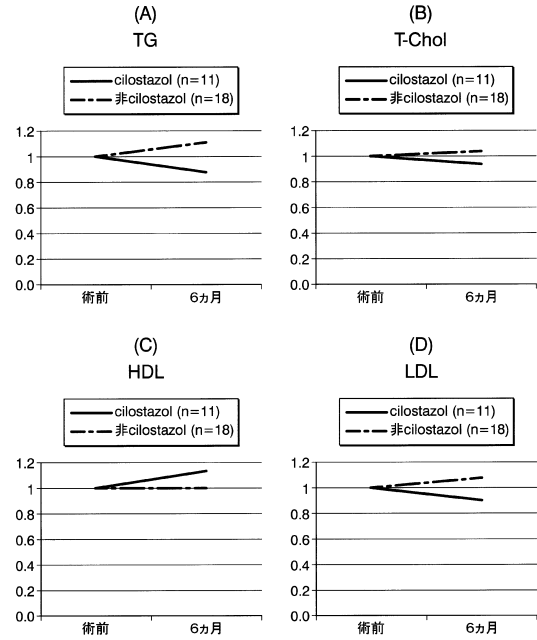 (A)
TG
cilostazol (n=11)
非cilostazol (n=18)
1.2
1
0.8
0.6
0.4
0.2
0.0
術前
6ヵ月
(B)
T-Chol
cilostazol (n=11)
非cilostazol (n=18)
1.2
1
0.8
0.6
0.4
0.2
0.0
術前
6ヵ月
(C)
HDL
cilostazol (n=11)
非cilostazol (n=18)
1.2
1
0.8
0.6
0.4
0.2
0.0
術前
6ヵ月
(D)
LDL
cilostazol (n=11)
非cilostazol (n=18)
1.2
1
0.8
0.6
0.4
0.2
0.0
術前
6ヵ月